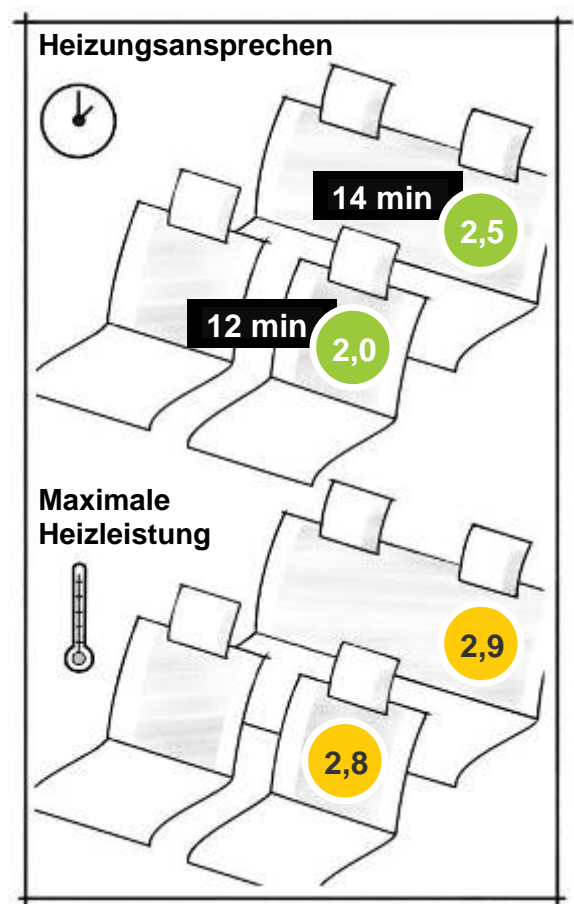 Heizungsansprechen
14 min
2,5
12 min
2,0
Maximale
Heizleistung
2,9
2,8